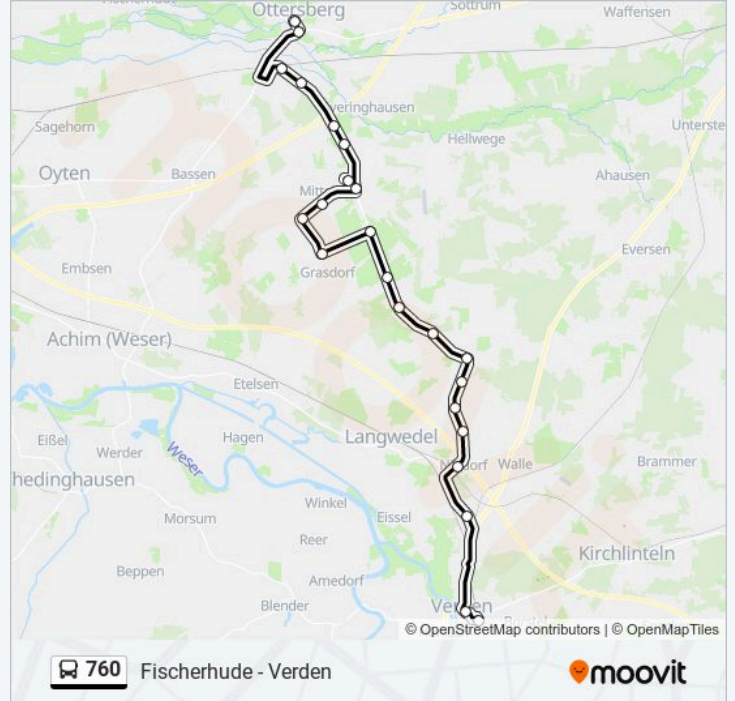 Ottersberg
Sottrum
Waffensen
veringhausen
Sagehorn
Hellwege
Unterste
Oyten
Bassen
Ahausen
Mitt
Eversen
Embsen
Grasdorf
Achim (Weser)
Etelsen
Eißel
Hagen
Langwedel
Werder
Weser
Walle
Brammer
hedinghausen
Winkel
Morsum
Eissel
Reer
Kirchlinteln
Beppen
Amedorf
Blender
© OpenStreetMap contributors | © OpenMapTiles
760
Fischerhude - Verden
moovit